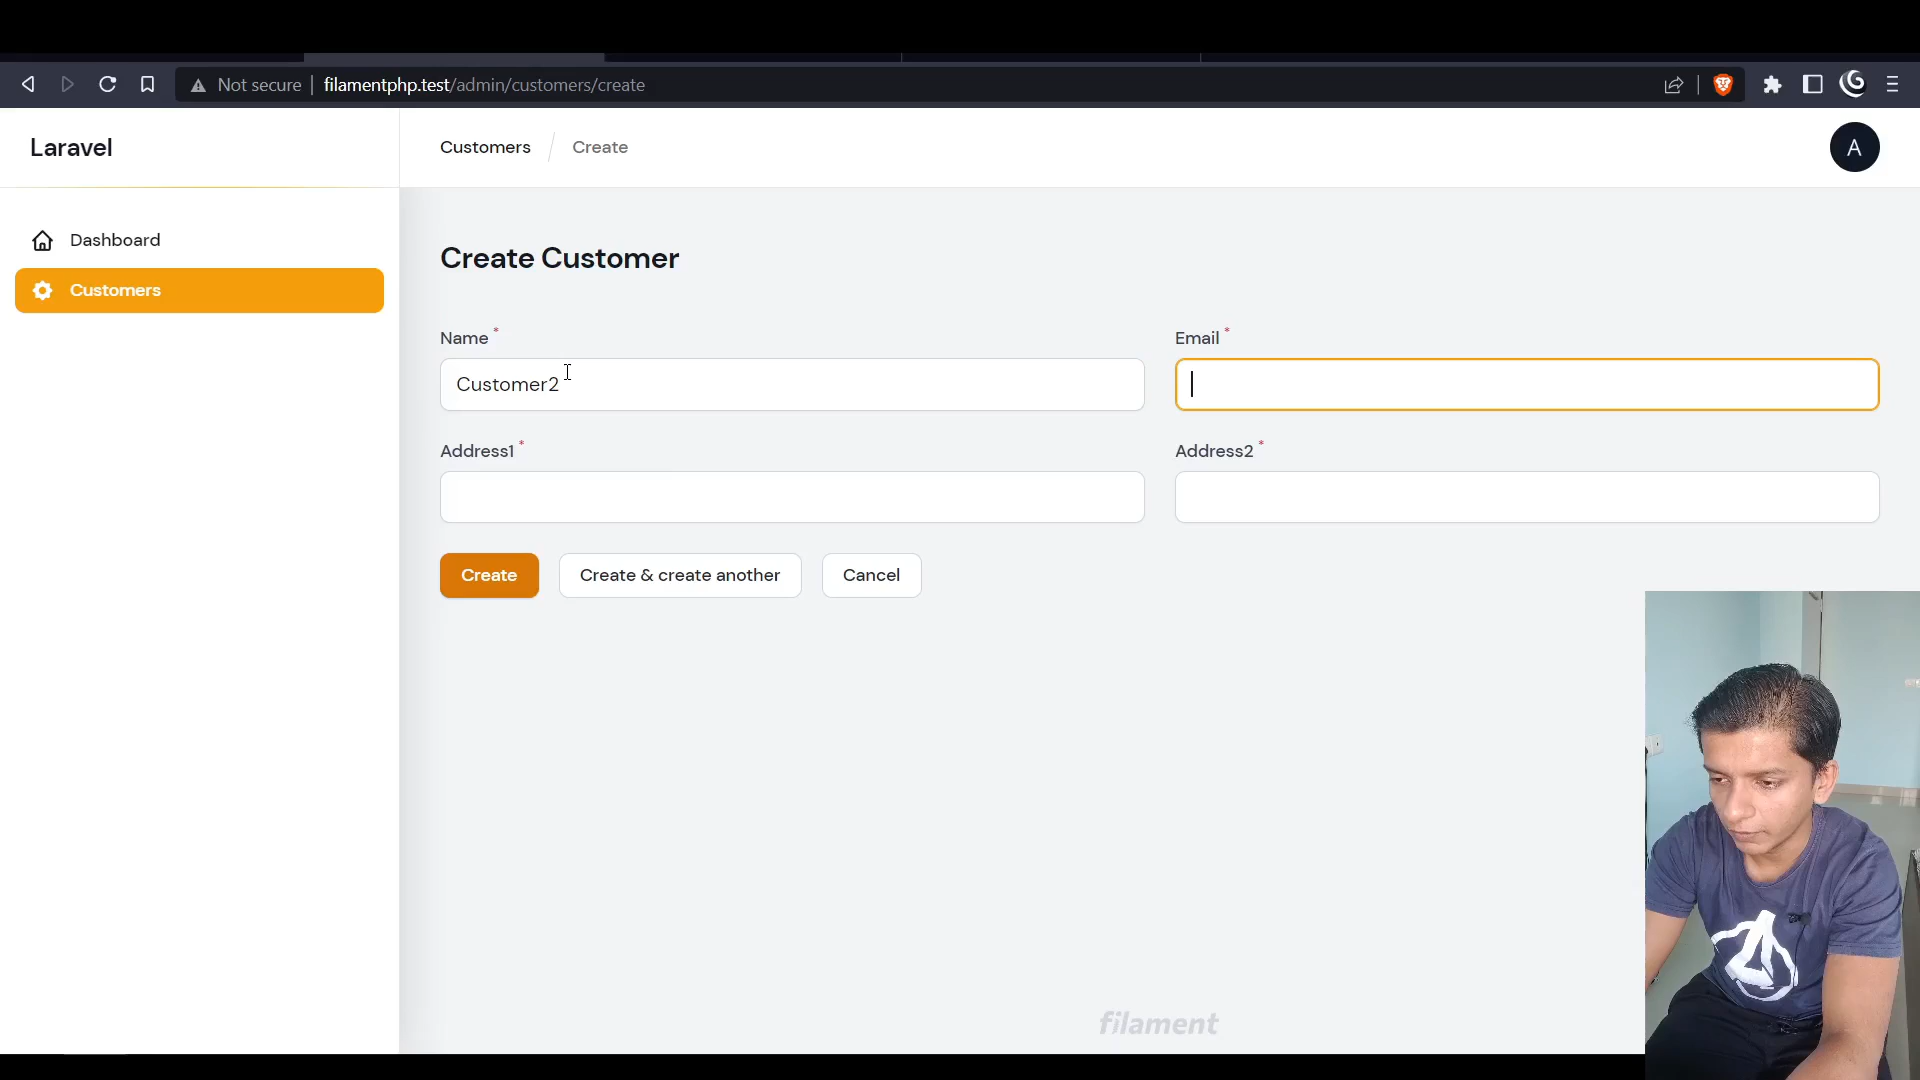 Not secure | filamentphp.test/admin/customers/create
Laravel
Customers / Create
A
Dashboard
Customers
Create Customer
Name *
Email *
Customer2
Address1 *
Address2 *
Create
Create & create another
Cancel
filament